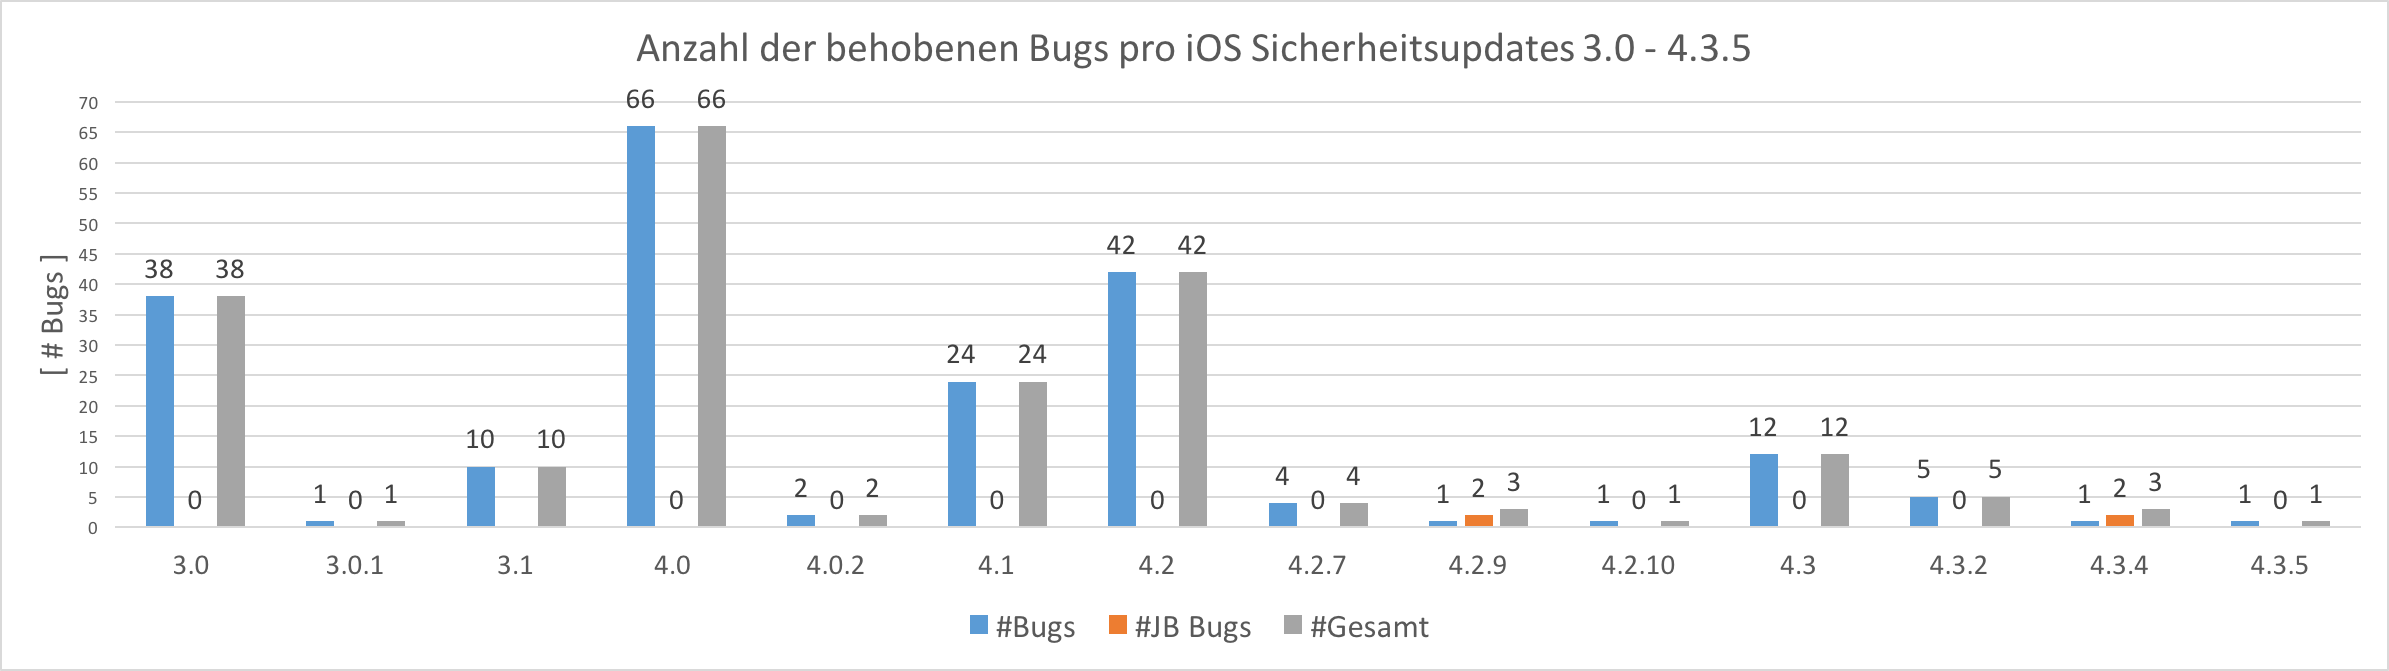 Anzahl der behobenen Bugs pro iOS Sicherheitsupdates 3.0 - 4.3.5
[ # Bugs ]
70
65
60
55
50
45
40
35
30
25
20
15
10
5
0
38 0 38
1 0 1
10 10
66 0 66
2 0 2
24 0 24
42 0 42
4 0 4
1 2 3
1 0 1
12 0 12
5 0 5
1 2 3
1 0 1
3.0 3.0.1 3.1 4.0 4.0.2 4.1 4.2 4.2.7 4.2.9 4.2.10 4.3 4.3.2 4.3.4 4.3.5
#Bugs #JB Bugs #Gesamt